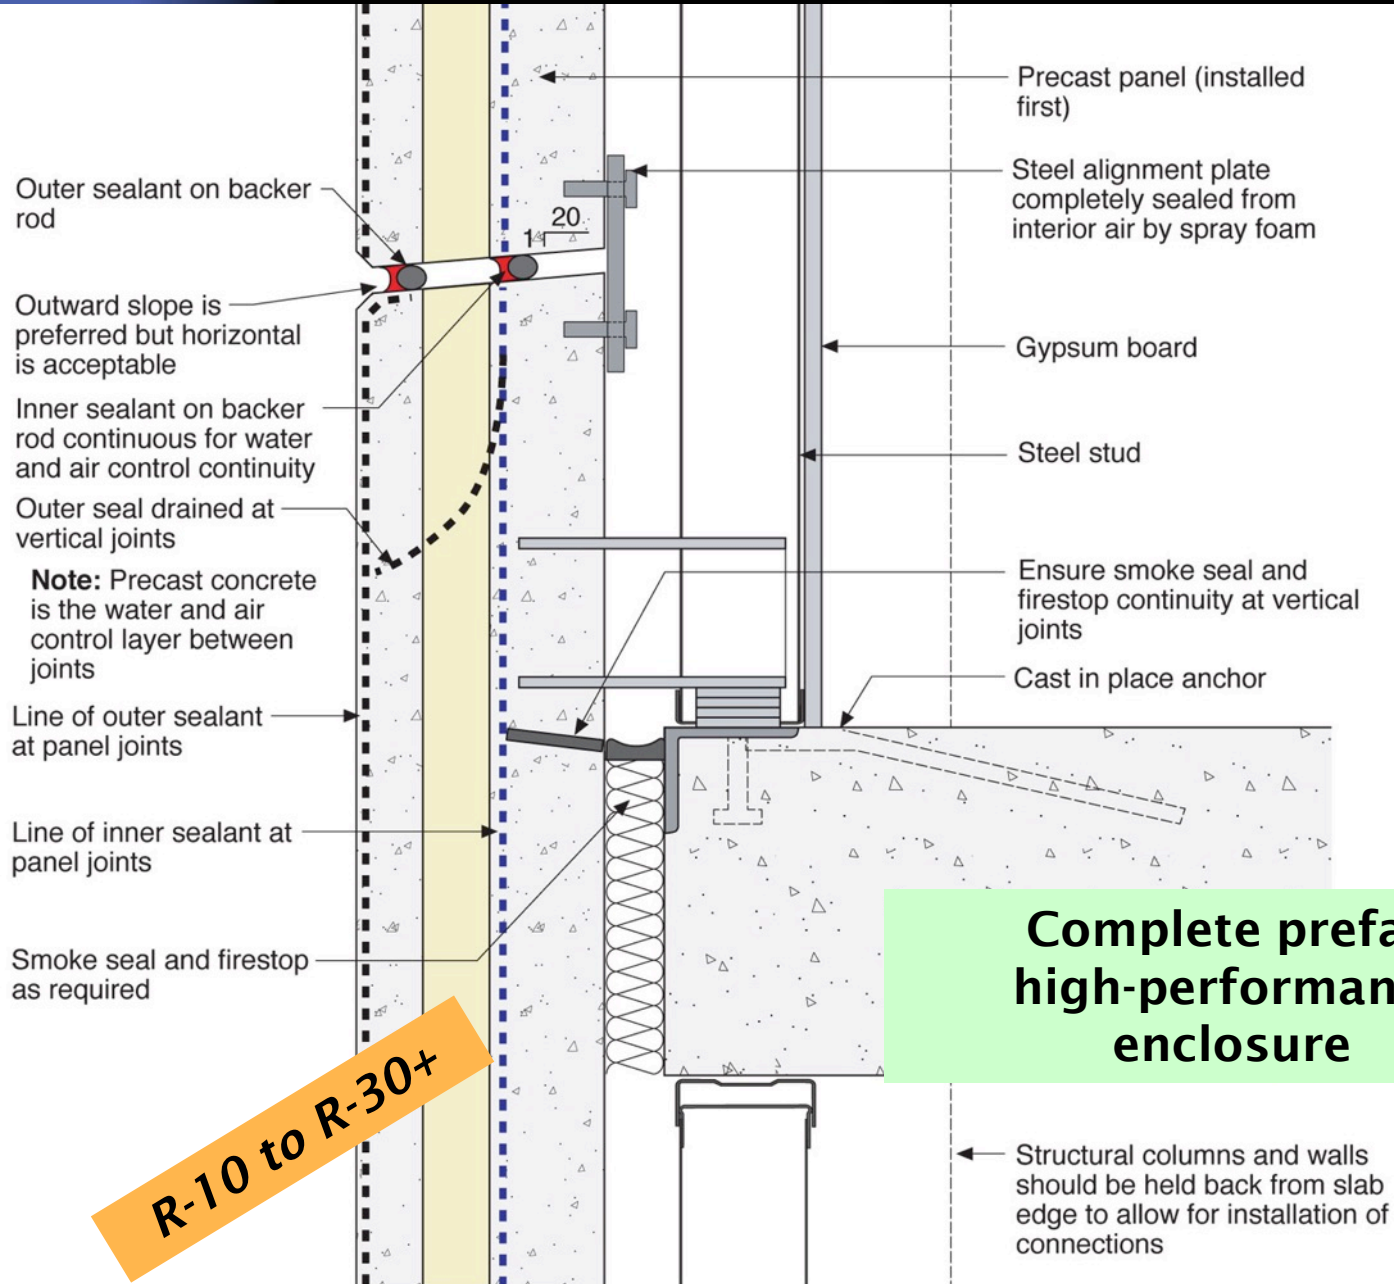 Precast panel (installed
first)
Steel alignment plate
completely sealed from
interior air by spray foam
Outer sealant on backer
rod
20
1
Outward slope is
preferred but horizontal
is acceptable
Gypsum board
Inner sealant on backer
rod continuous for water
and air control continuity
Steel stud
Outer seal drained at
vertical joints
Note: Precast concrete
is the water and air
control layer between
joints
Ensure smoke seal and
firestop continuity at vertical
joints
Cast in place anchor
Line of outer sealant
at panel joints
Line of inner sealant at
panel joints
Smoke seal and firestop
as required
Complete prefa
high-performan
enclosure
R-10 to R-30+
Structural columns and walls
should be held back from slab
edge to allow for installation of
connections